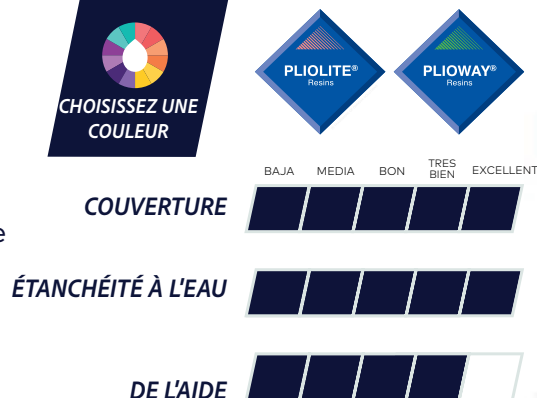 CHOISISSEZ UNE
COULEUR
PLIOLITE®
Resins
PLIOWAY®
Resins
BAJA MEDIA BON TRES BIEN EXCELLENT
COUVERTURE
e
ÉTANCHÉITÉ À L'EAU
DE L'AIDE